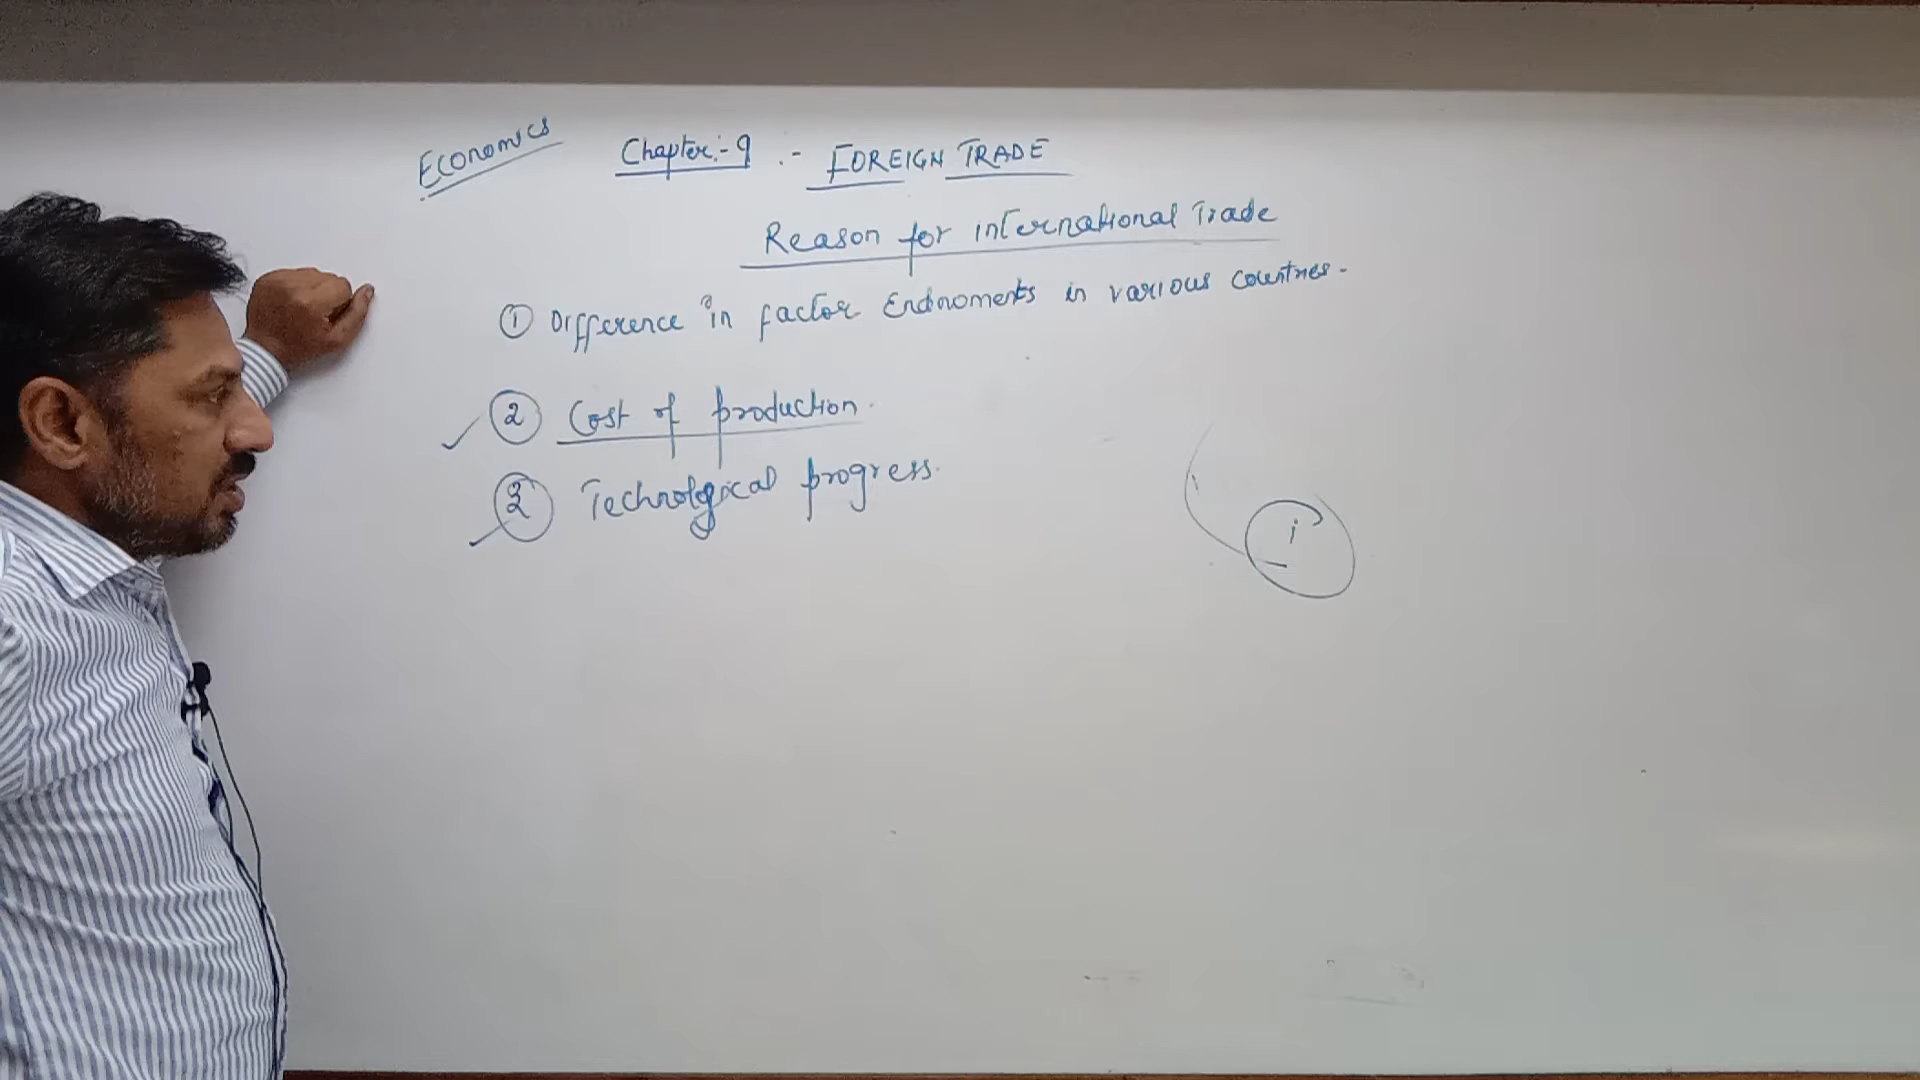 Economics
Chapter:-9 :- FOREIGN TRADE
Reason for international Trade
① Difference in factor Endnoments in various countries.
② Cost of production.
③ Technological progress.
i